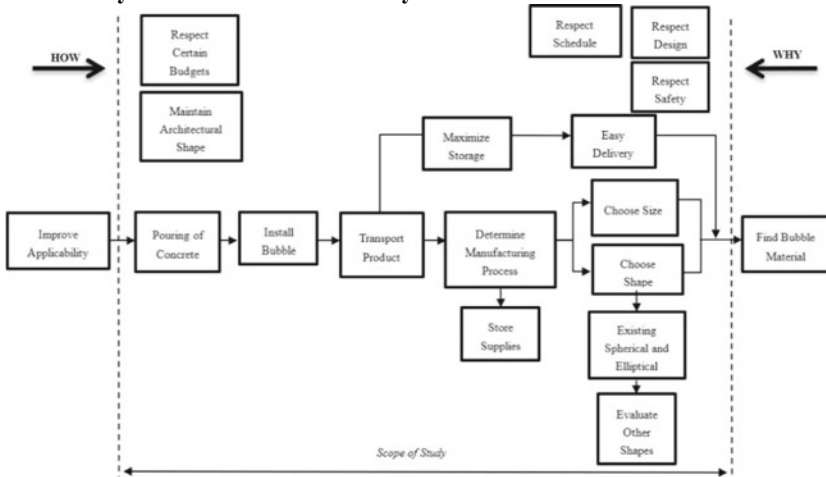 Respect
Certain
Budgets
Respect
Schedule
Respect
Design
HOW
WHY
Maintain
Architectural
Shape
Respect
Safety
Maximize
Storage
Easy
Delivery
Improve
Applicability
Pouring of
Concrete
Install
Bubble
Transport
Product
Determine
Manufacturing
Process
Choose Size
Choose
Shape
Find Bubble
Material
Store
Supplies
Existing
Spherical and
Elliptical
Evaluate
Other
Shapes
Scope of Study